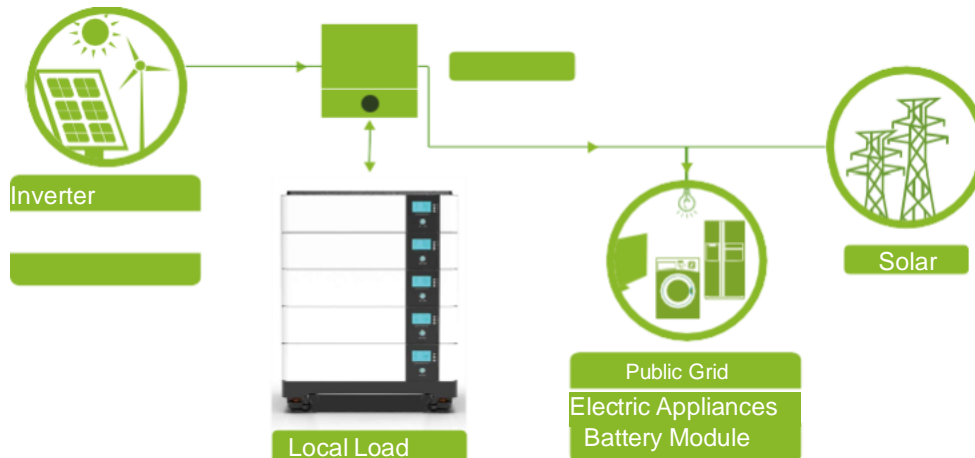 Inverter
Solar
Public Grid
Electric Appliances
Battery Module
Local Load